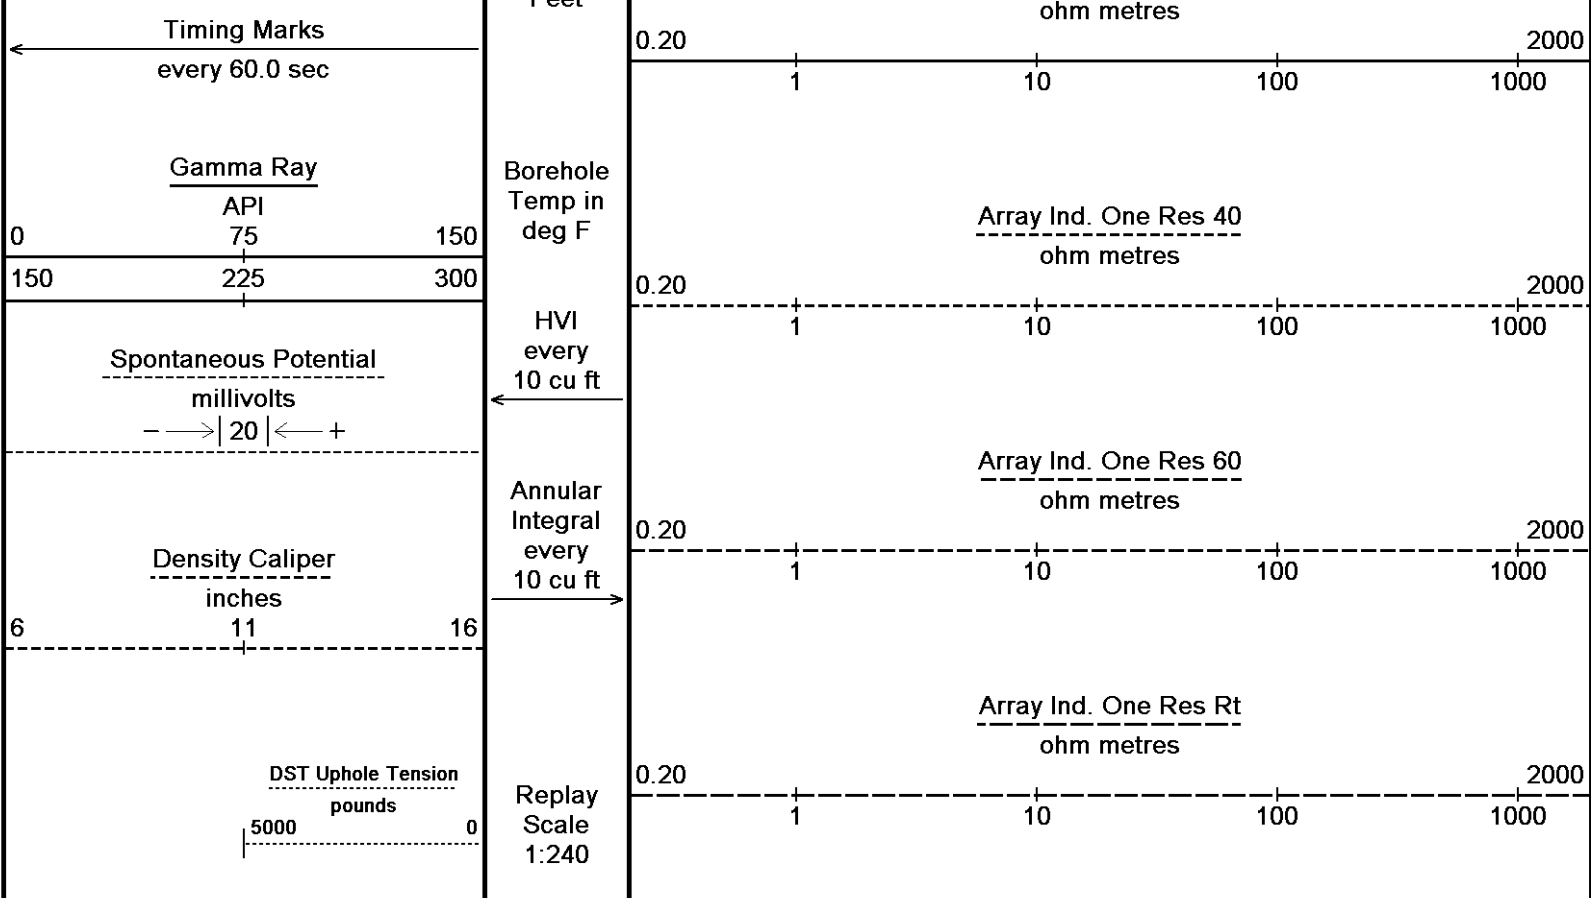 Timing Marks
every 60.0 sec
Gamma Ray
API
0 75 150
150 225 300
Spontaneous Potential
millivolts
− 20 +
Density Caliper
inches
6 11 16
DST Uphole Tension
pounds
5000 0
Feet
Borehole
Temp in
deg F
HVI
every
10 cu ft
Annular
Integral
every
10 cu ft
Replay
Scale
1:240
ohm metres
0.20 2000
1 10 100 1000
Array Ind. One Res 40
ohm metres
0.20 2000
1 10 100 1000
Array Ind. One Res 60
ohm metres
0.20 2000
1 10 100 1000
Array Ind. One Res Rt
ohm metres
0.20 2000
1 10 100 1000